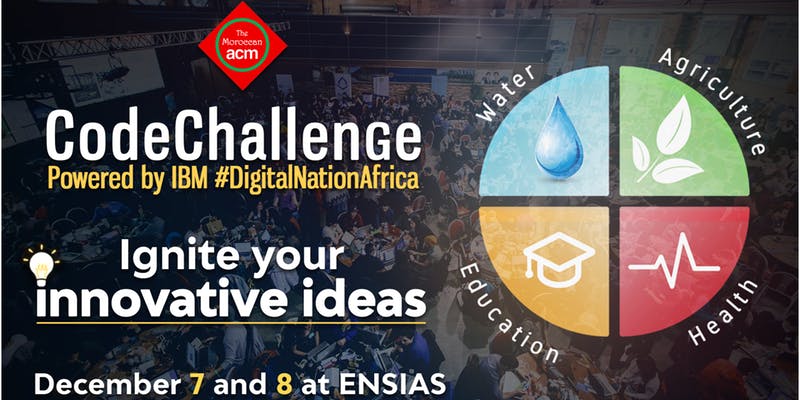 The
Moroccan
acm
CodeChallenge
Powered by IBM #DigitalNationAfrica
Ignite your
innovative ideas
December 7 and 8 at ENSIAS
Water
Agriculture
Education
Health